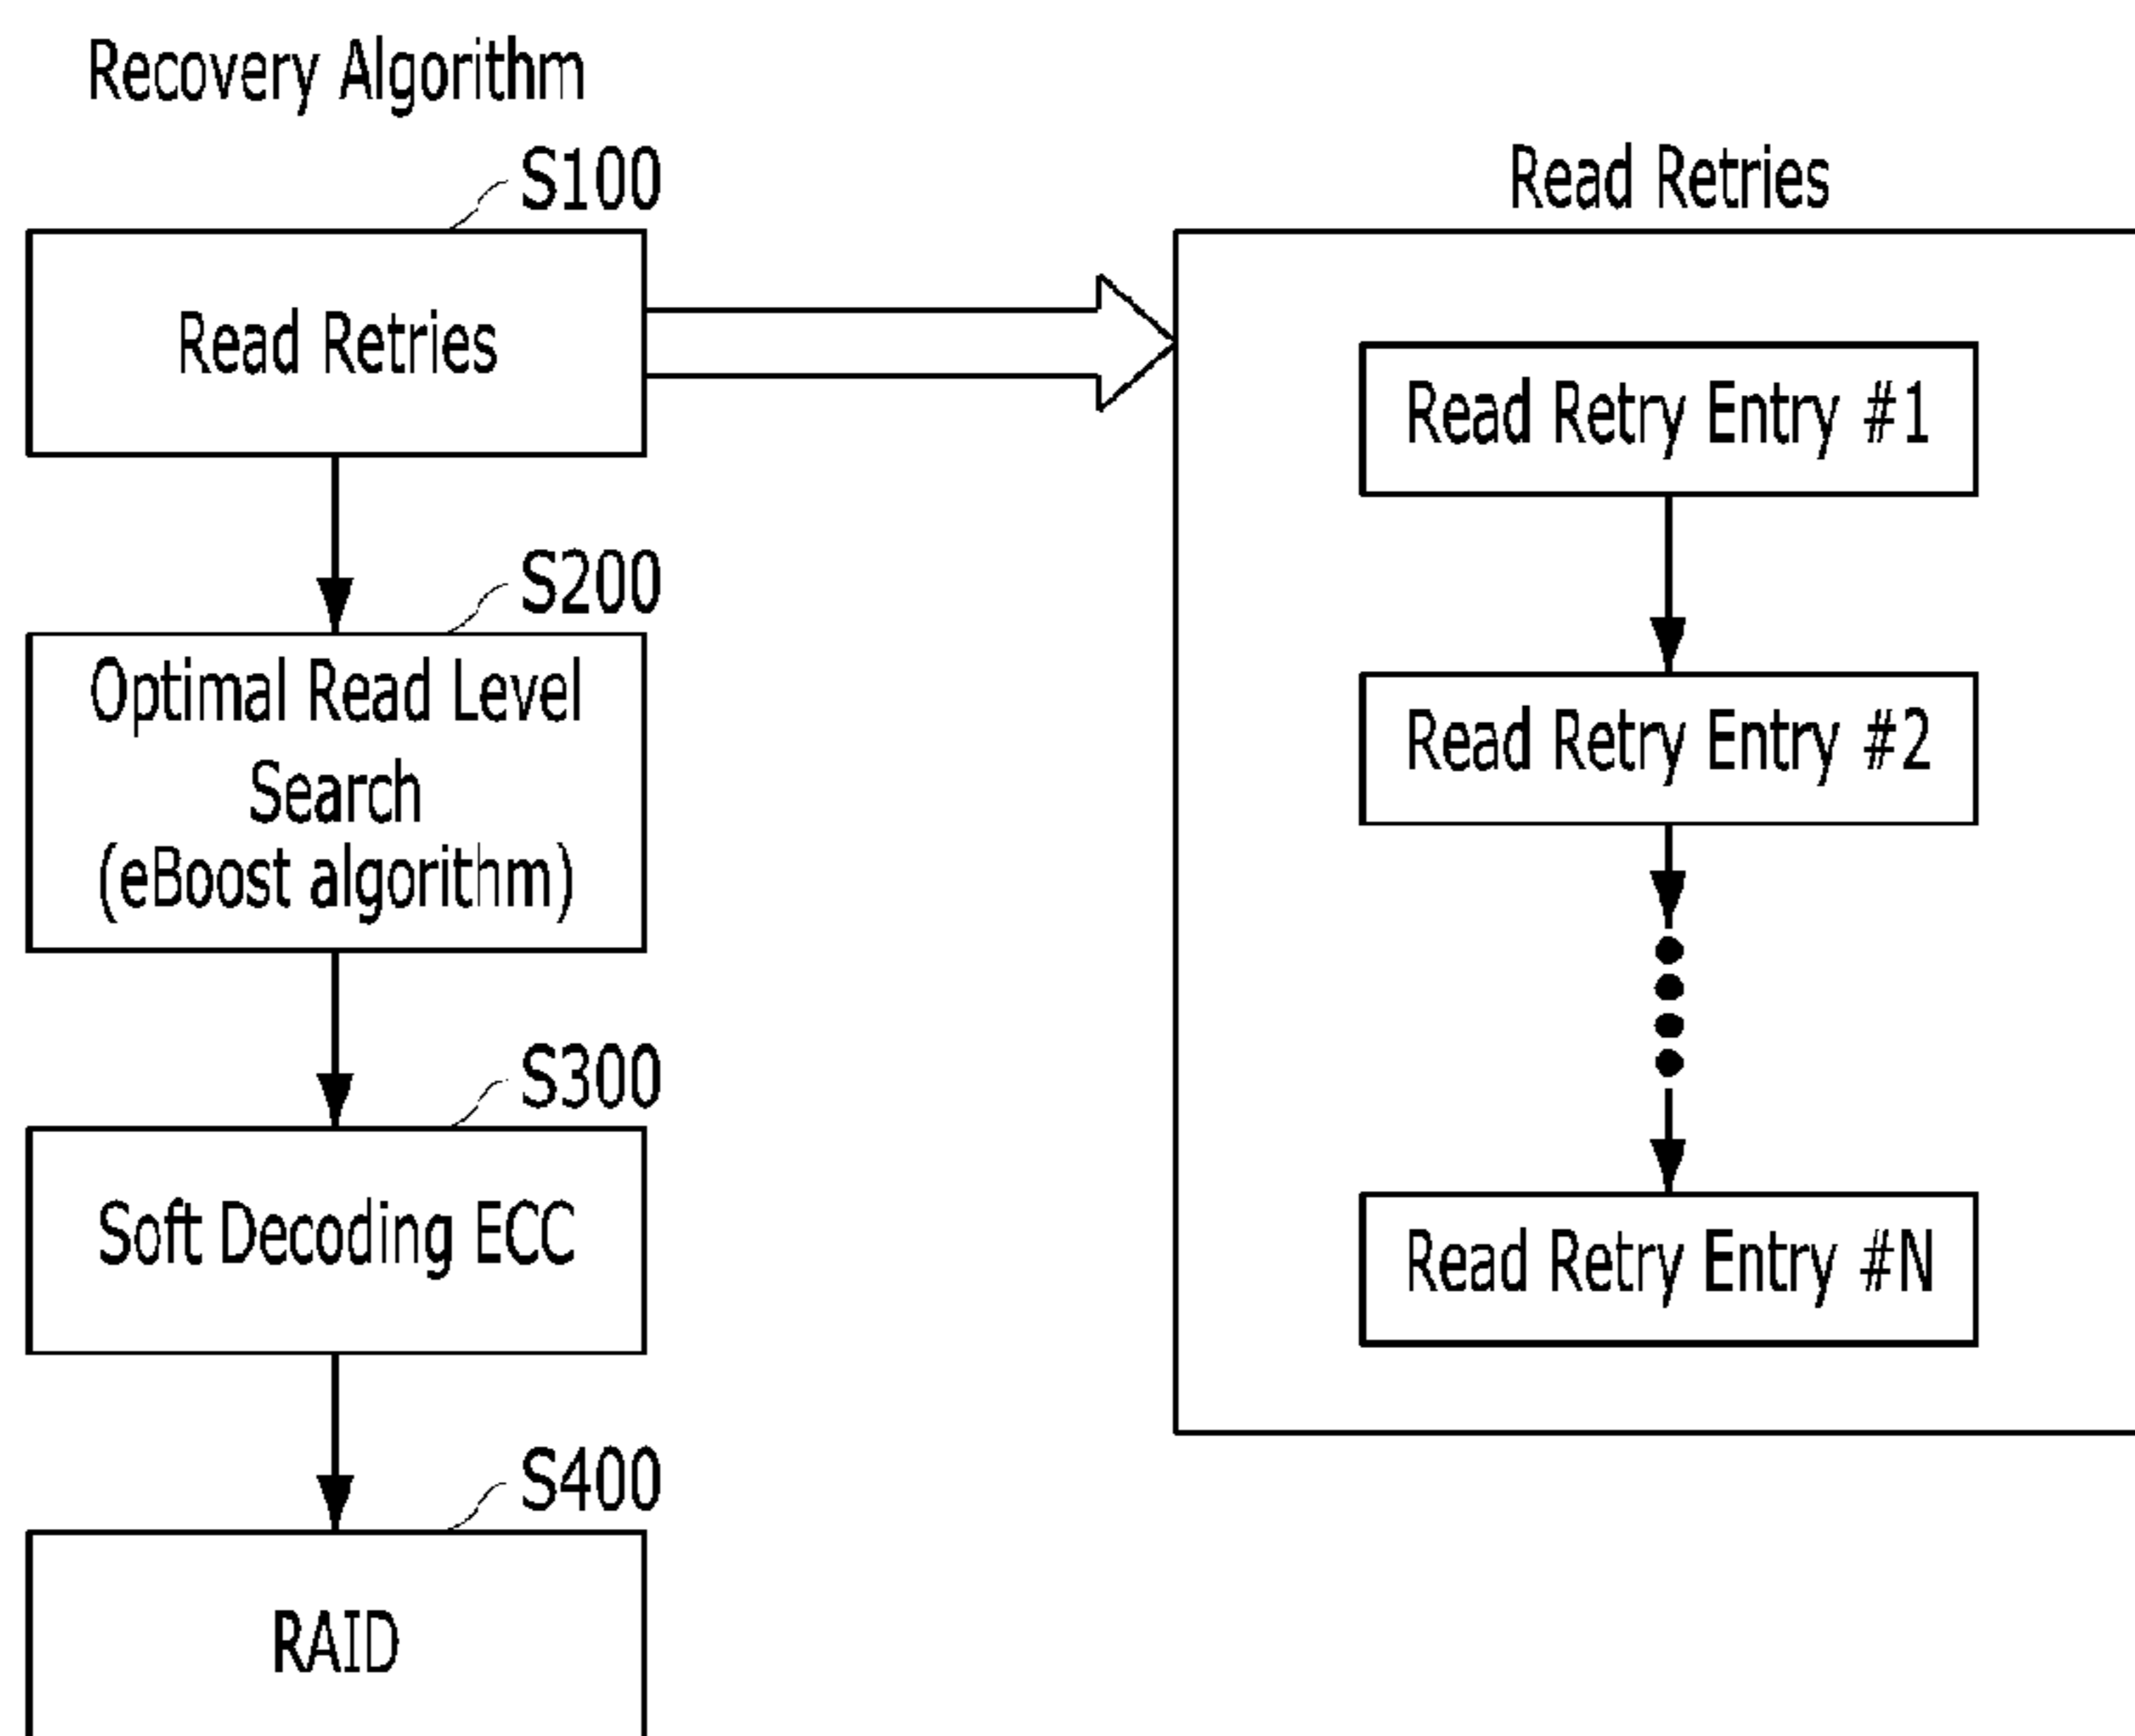 Recovery Algorithm
S100
Read Retries
S200
Optimal Read Level
Search
(eBoost algorithm)
S300
Soft Decoding ECC
S400
RAID
Read Retries
Read Retry Entry #1
Read Retry Entry #2
Read Retry Entry #N